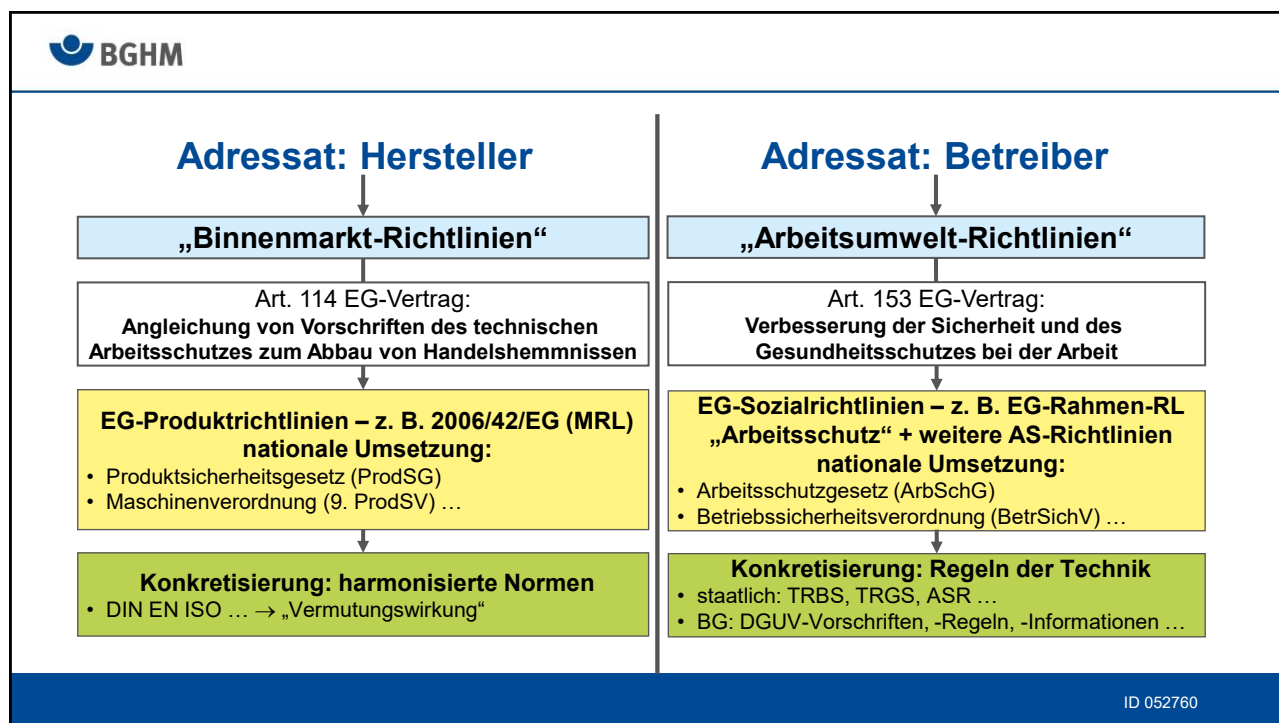 BGHM
Adressat: Hersteller
„Binnenmarkt-Richtlinien“
Art. 114 EG-Vertrag:
Angleichung von Vorschriften des technischen
Arbeitsschutzes zum Abbau von Handelshemmnissen
EG-Produktrichtlinien – z. B. 2006/42/EG (MRL)
nationale Umsetzung:
• Produktsicherheitsgesetz (ProdSG)
• Maschinenverordnung (9. ProdSV) …
Konkretisierung: harmonisierte Normen
• DIN EN ISO … → „Vermutungswirkung“
Adressat: Betreiber
„Arbeitsumwelt-Richtlinien“
Art. 153 EG-Vertrag:
Verbesserung der Sicherheit und des
Gesundheitsschutzes bei der Arbeit
EG-Sozialrichtlinien – z. B. EG-Rahmen-RL
„Arbeitsschutz“ + weitere AS-Richtlinien
nationale Umsetzung:
• Arbeitsschutzgesetz (ArbSchG)
• Betriebssicherheitsverordnung (BetrSichV) …
Konkretisierung: Regeln der Technik
• staatlich: TRBS, TRGS, ASR …
• BG: DGUV-Vorschriften, -Regeln, -Informationen …
ID 052760